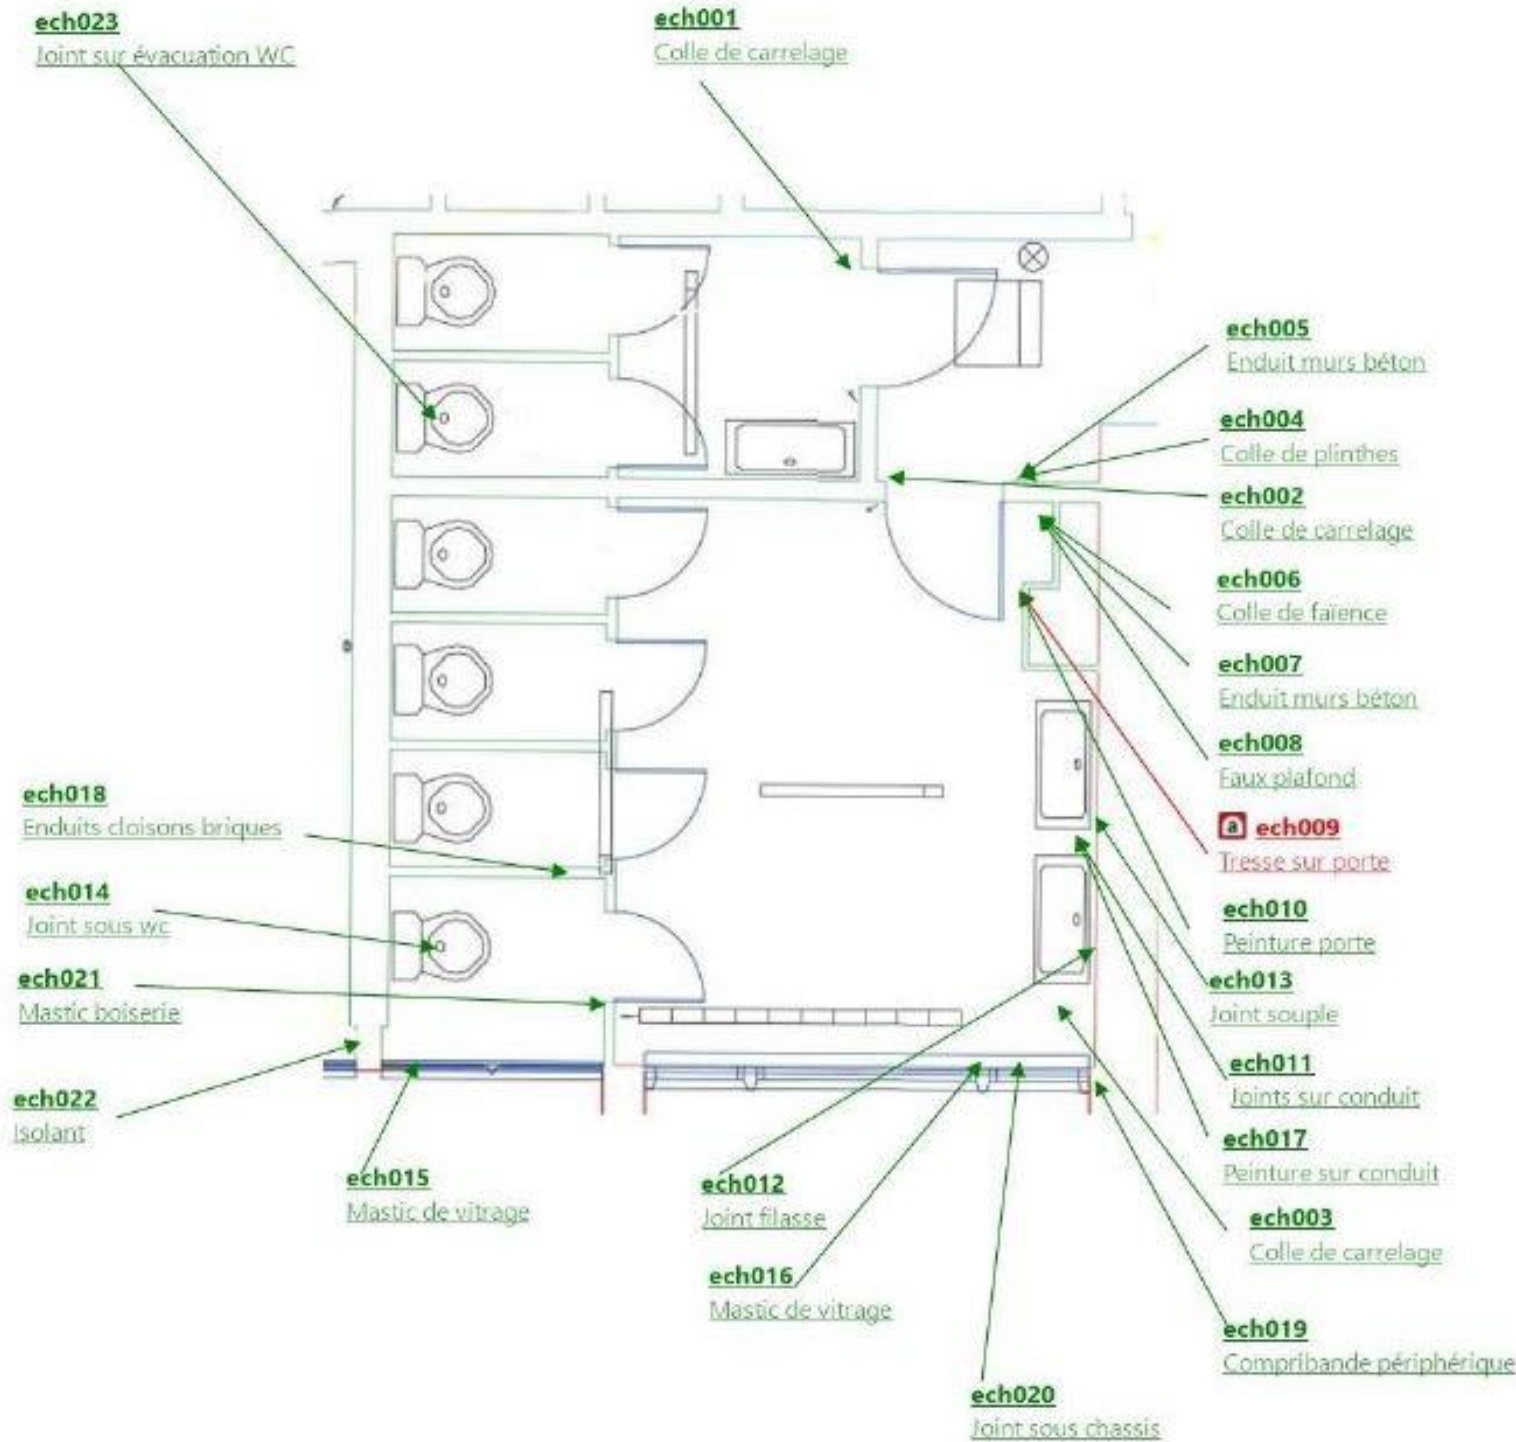 ech023
Joint sur évacuation WC
ech001
Colle de carrelage
ech005
Enduit murs béton
ech004
Colle de plinthes
ech002
Colle de carrelage
ech006
Colle de faïence
ech007
Enduit murs béton
ech008
Faux plafond
a ech009
Tresse sur porte
ech010
Peinture porte
ech013
Joint souple
ech011
Joints sur conduit
ech017
Peinture sur conduit
ech003
Colle de carrelage
ech019
Compribande périphérique
ech018
Enduits cloisons briques
ech014
Joint sous wc
ech021
Mastic boiserie
ech022
Isolant
ech015
Mastic de vitrage
ech012
Joint filasse
ech016
Mastic de vitrage
ech020
Joint sous chassis